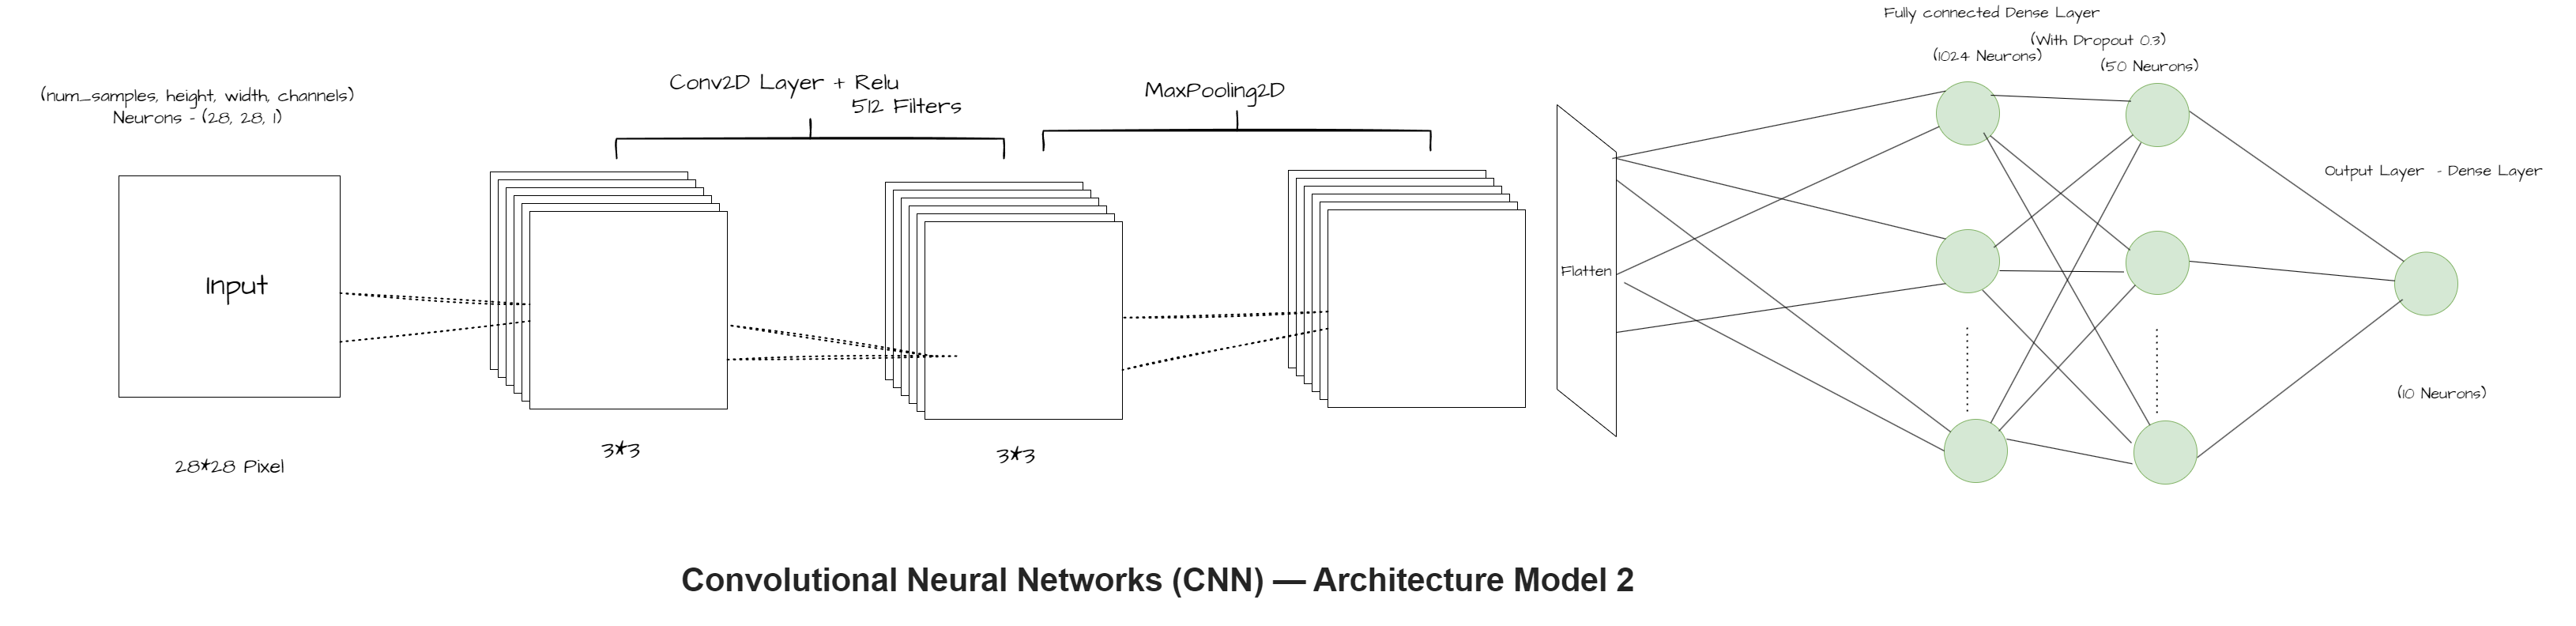 (num_samples, height, width, channels)
Neurons - (28, 28, 1)
Input
28*28 Pixel
Conv2D Layer + Relu
512 Filters
3*3
3*3
MaxPooling2D
Flatten
Fully connected Dense Layer
(With Dropout 0.3)
(1024 Neurons)
(50 Neurons)
Output Layer - Dense Layer
(10 Neurons)
Convolutional Neural Networks (CNN) — Architecture Model 2